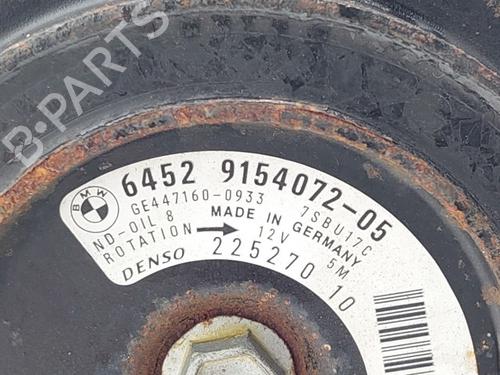 B-PARTS
BMW
6452 9154072-05
GE447160-0933 7SBU17C
ND-OIL 8 MADE IN GERMANY
ROTATION → 12V 5M
DENSO 225270 10